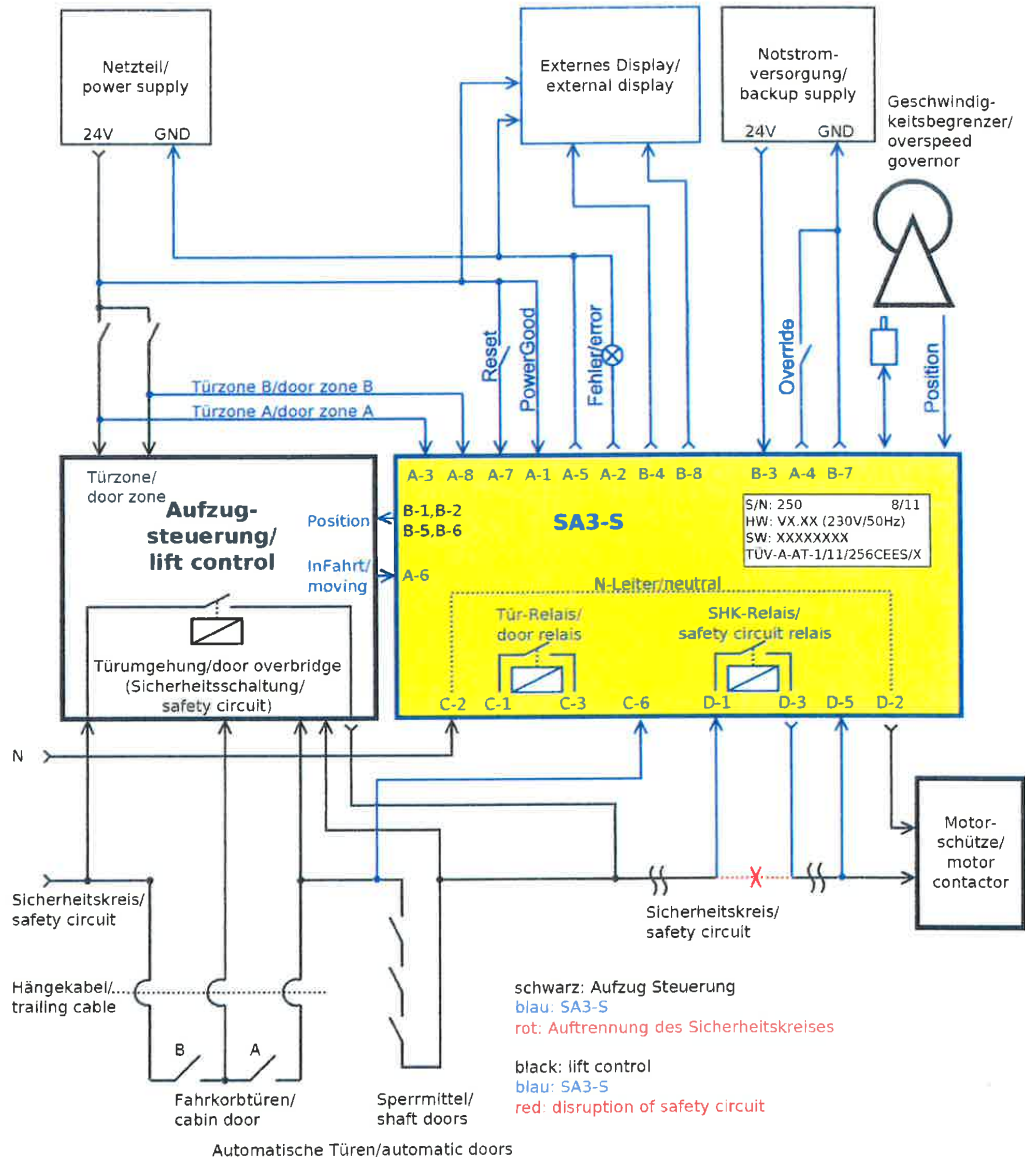 Netzteil/
power supply
24V GND
Externes Display/
external display
Notstrom-
versorgung/
backup supply
24V GND
Geschwindig-
keitsbegrenzer/
overspeed
governor
Reset
PowerGood
Fehler/error
Override
Position
Türzone B/door zone B
Türzone A/door zone A
Türzone/
door zone
Aufzug-
steuerung/
lift control
Position
InFahrt/
moving
A-3 A-8 A-7 A-1 A-5 A-2 B-4 B-8 B-3 A-4 B-7
B-1,B-2
B-5,B-6
A-6
SA3-S
S/N: 250 8/11
HW: VX.XX (230V/50Hz)
SW: XXXXXXXX
TÜV-A-AT-1/11/256CEES/X
N-Leiter/neutral
Tür-Relais/
door relais
SHK-Relais/
safety circuit relais
Türumgehung/door overbridge
(Sicherheitsschaltung/
safety circuit)
C-2 C-1 C-3 C-6 D-1 D-3 D-5 D-2
N
Motor-
schütze/
motor
contactor
Sicherheitskreis/
safety circuit
Sicherheitskreis/
safety circuit
Hängekabel/
trailing cable
B A
Fahrkorbtüren/
cabin door
Sperrmittel/
shaft doors
Automatische Türen/automatic doors
schwarz: Aufzug Steuerung
blau: SA3-S
rot: Auftrennung des Sicherheitskreises
black: lift control
blau: SA3-S
red: disruption of safety circuit